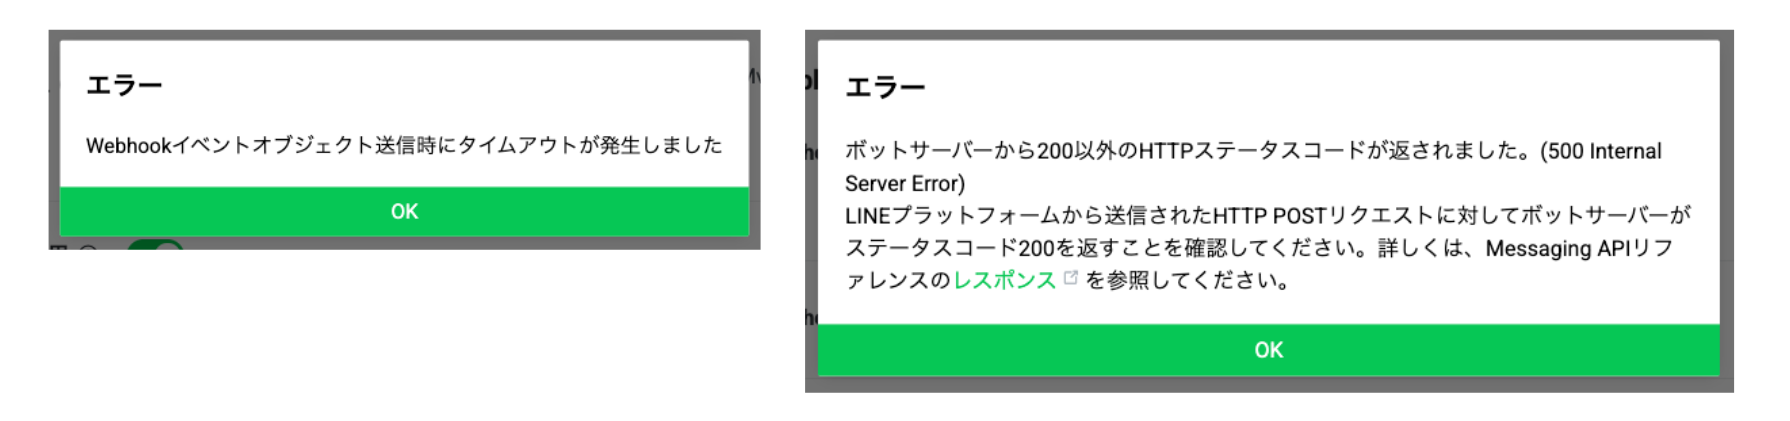 エラー
Webhookイベントオブジェクト送信時にタイムアウトが発生しました
OK
エラー
ボットサーバーから200以外のHTTPステータスコードが返されました。(500 Internal
Server Error)
LINEプラットフォームから送信されたHTTP POSTリクエストに対してボットサーバーが
ステータスコード200を返すことを確認してください。詳しくは、Messaging APIリフ
ァレンスのレスポンス を参照してください。
OK